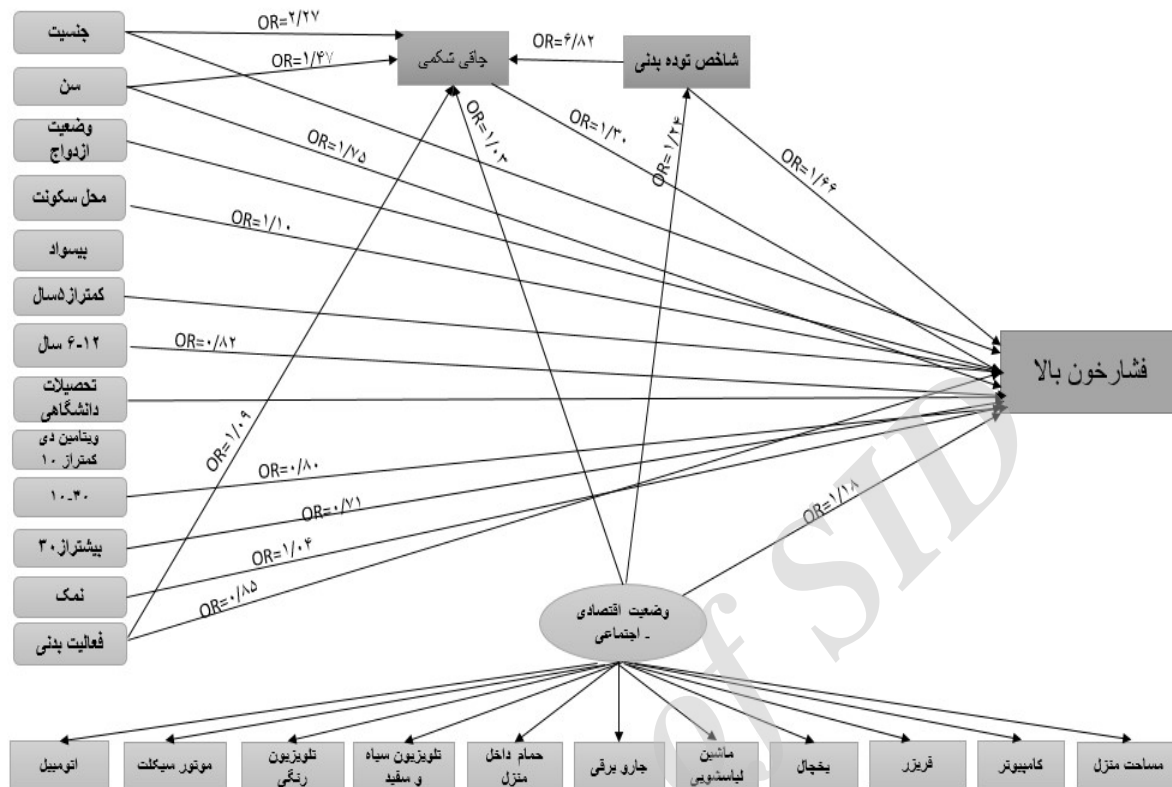 جنسیت
سن
وضعیت
ازدواج
محل سکونت
بیسواد
کمتراز۵سال
۶-۱۲ سال
تحصیلات
دانشگاهی
ویتامین دی
کمتراز ۱۰
۱۰-۳۰
بیشتراز۳۰
نمک
فعالیت بدنی
چاقی شکمی
شاخص توده بدنی
فشارخون بالا
OR=۲/۲۷
OR=۱/۴۷
OR=۶/۸۲
OR=۱/۰۳
OR=۱/۳۰
OR=۱/۲۴
OR=۱/۶۶
OR=۱/۷۵
OR=۱/۱۰
OR=۰/۸۲
OR=۱/۰۹
OR=۰/۸۰
OR=۰/۷۱
OR=۱/۰۴
OR=۰/۸۵
OR=۱/۱۸
وضعیت اقتصادی
- اجتماعی
مساحت منزل
کامپیوتر
فریزر
یخچال
ماشین
لباسشویی
جارو برقی
حمام داخل
منزل
تلویزیون سیاه
و سفید
تلویزیون
رنگی
موتور سیکلت
اتومبیل
of SID